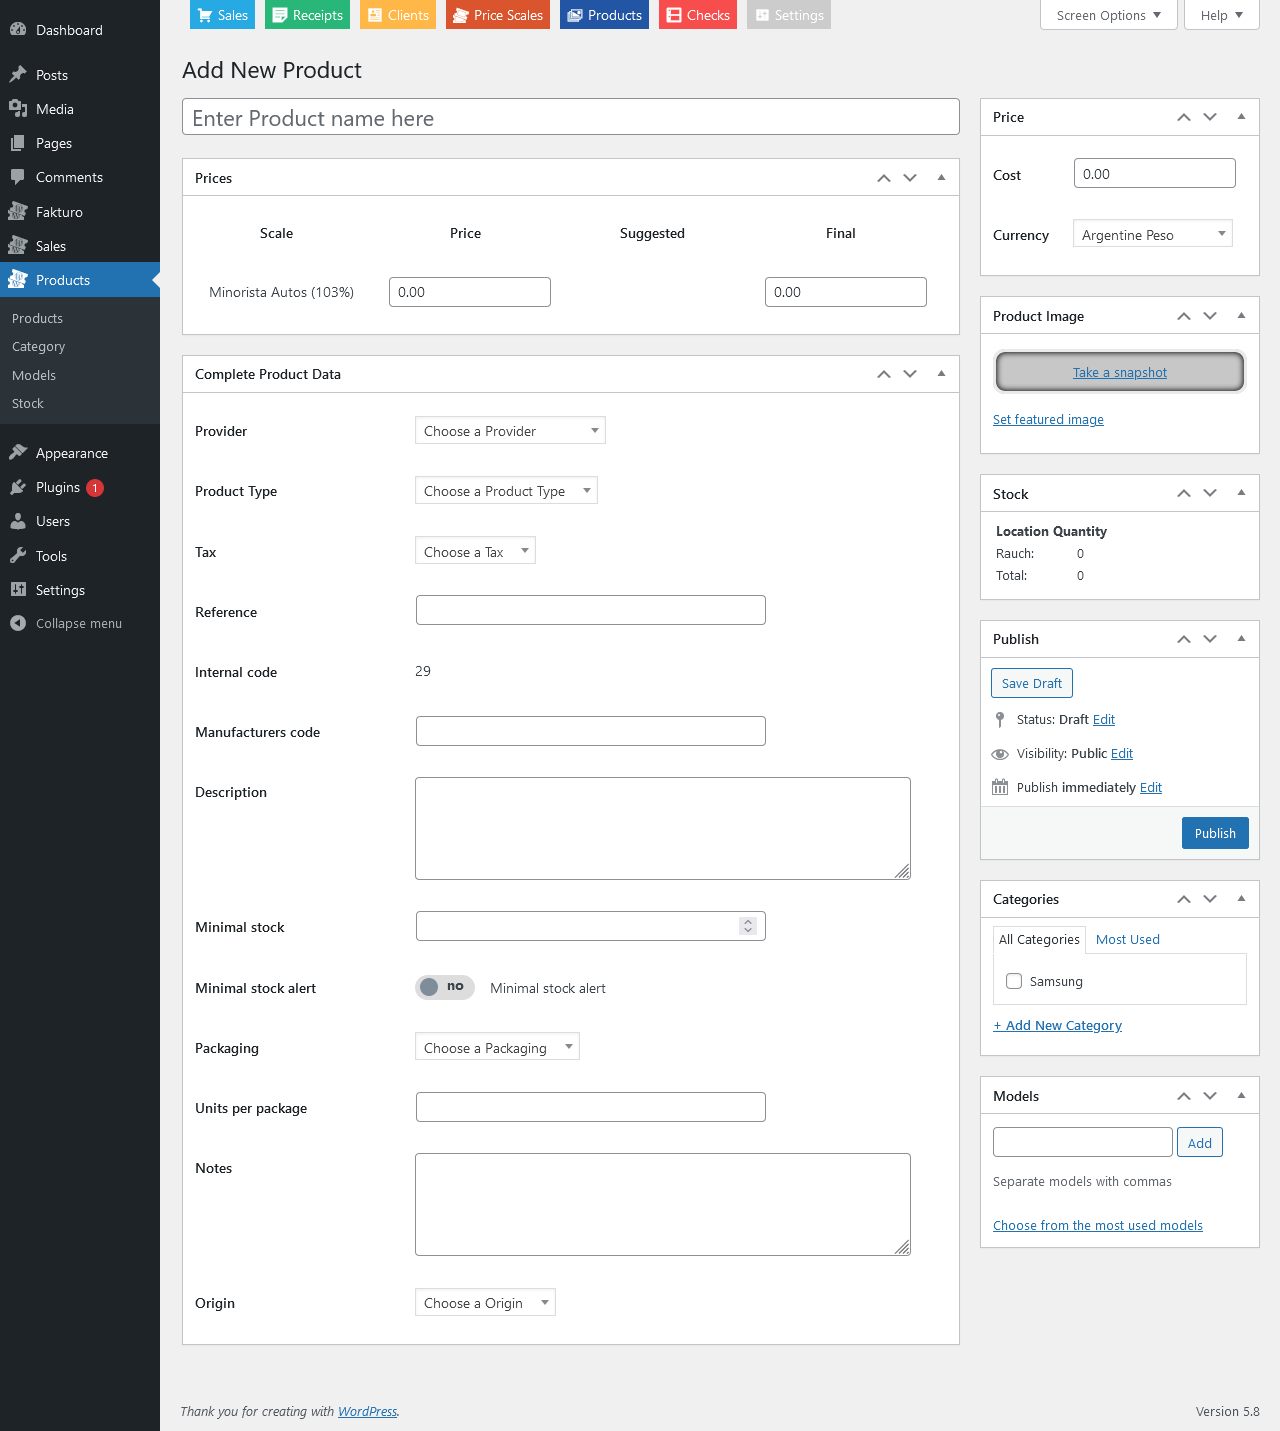 Dashboard
Posts
Media
Pages
Comments
Fakturo
Sales
Products
Products
Category
Models
Stock
Appearance
Plugins 1
Users
Tools
Settings
Collapse menu
Sales Receipts Clients Price Scales Products Checks Settings
Screen Options Help
Add New Product
Enter Product name here
Prices
Scale Price Suggested Final
Minorista Autos (103%) 0.00 0.00
Complete Product Data
Provider Choose a Provider
Product Type Choose a Product Type
Tax Choose a Tax
Reference
Internal code 29
Manufacturers code
Description
Minimal stock
Minimal stock alert no Minimal stock alert
Packaging Choose a Packaging
Units per package
Notes
Origin Choose a Origin
Price
Cost 0.00
Currency Argentine Peso
Product Image
Take a snapshot
Set featured image
Stock
Location Quantity
Rauch: 0
Total: 0
Publish
Save Draft
Status: Draft Edit
Visibility: Public Edit
Publish immediately Edit
Publish
Categories
All Categories Most Used
Samsung
+ Add New Category
Models
Add
Separate models with commas
Choose from the most used models
Thank you for creating with WordPress.
Version 5.8